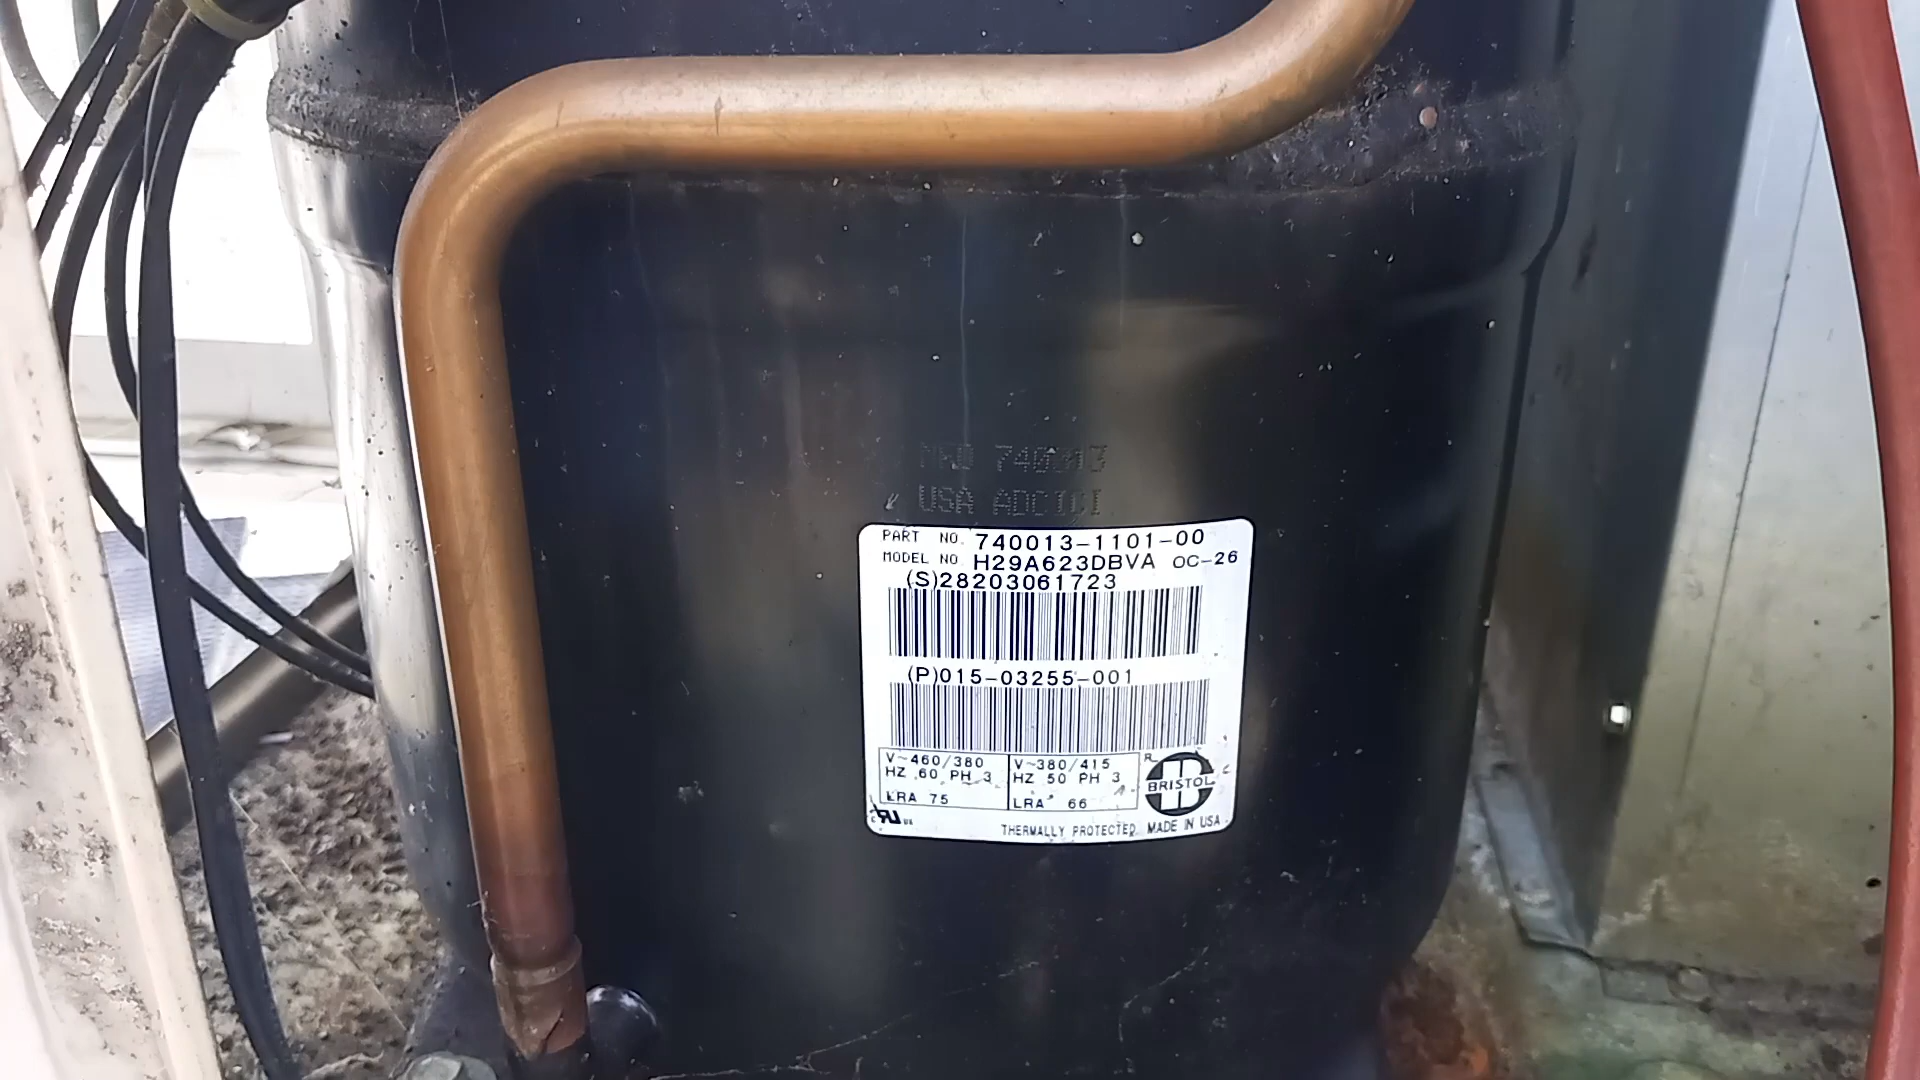 USA ADCICI
PART NO. 740013-1101-00
MODEL NO. H29A623DBVA OC-26
(S)28203061723
(P)015-03255-001
V~460/380
HZ 60 PH 3
LRA 75
V~380/415
HZ 50 PH 3
LRA 66
BRISTOL
THERMALLY PROTECTED MADE IN USA